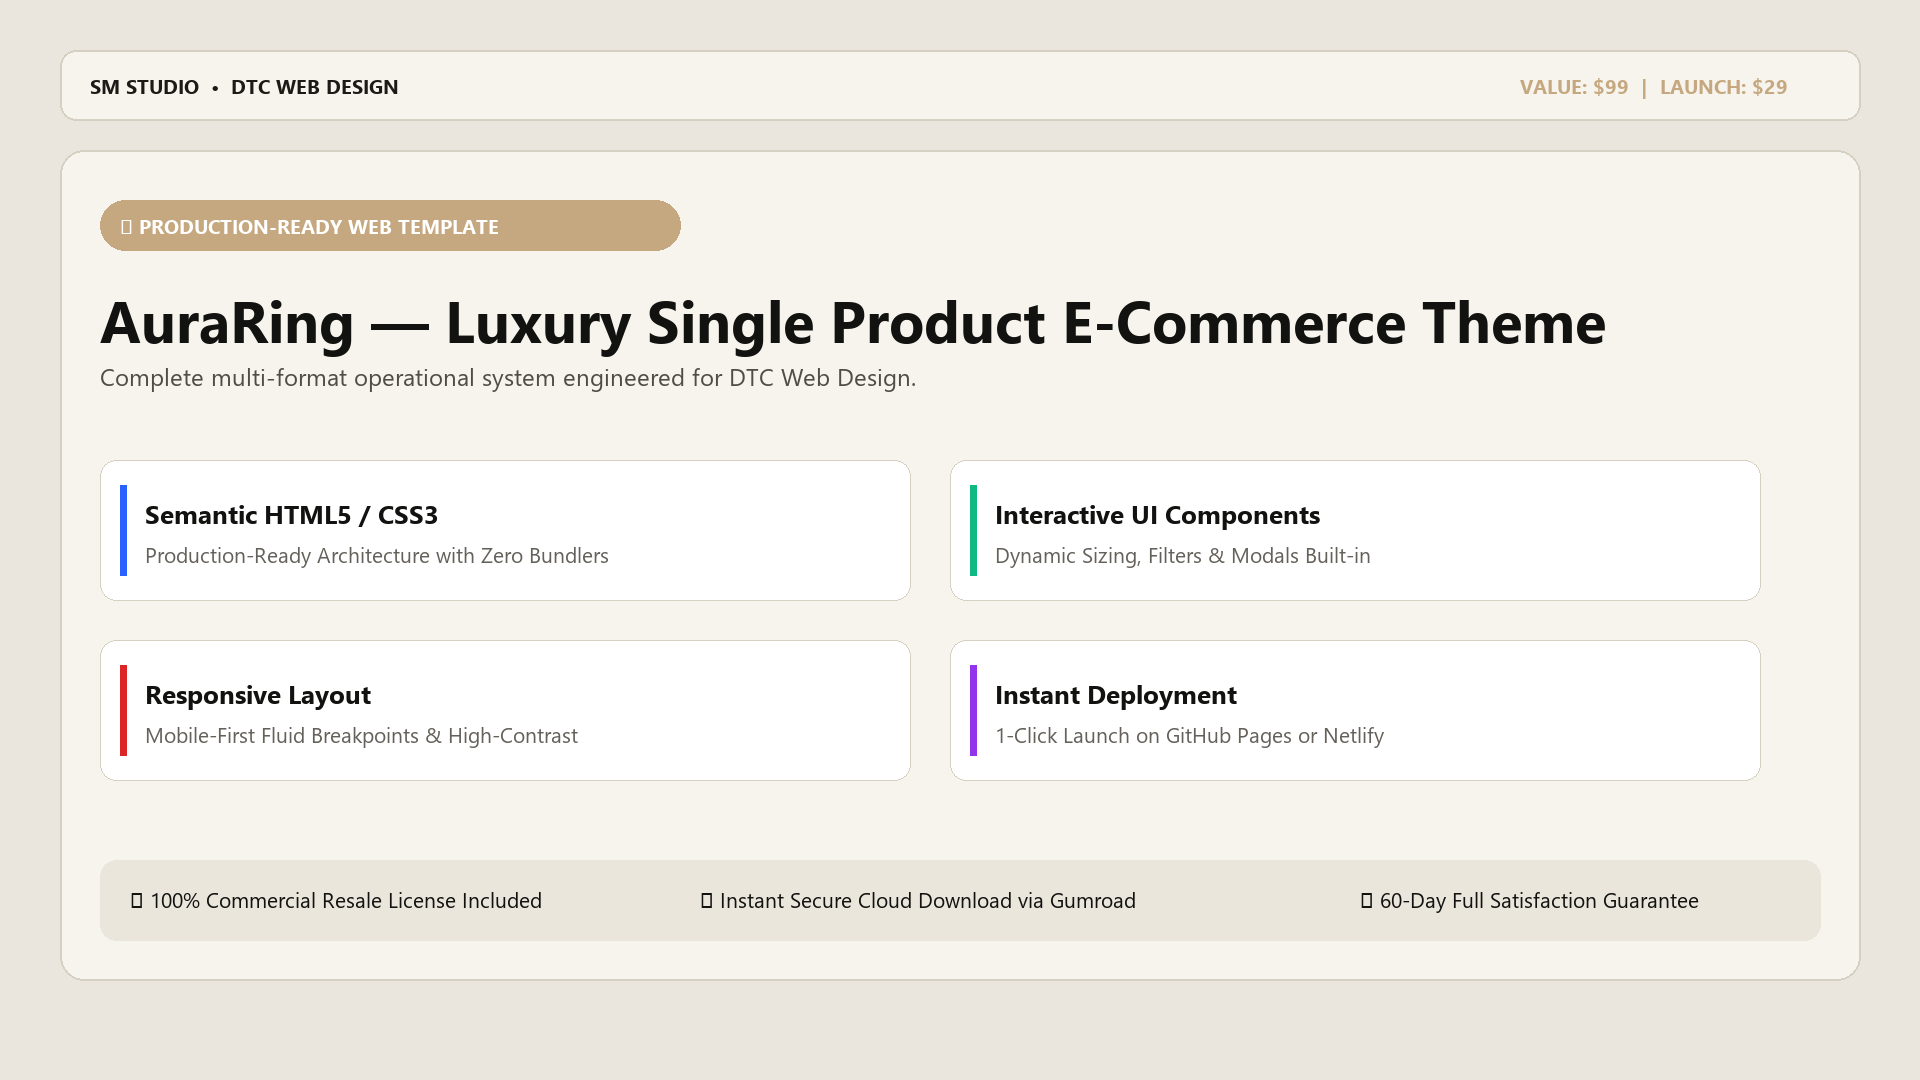 SM STUDIO • DTC WEB DESIGN
VALUE: $99 | LAUNCH: $29
PRODUCTION-READY WEB TEMPLATE
AuraRing — Luxury Single Product E-Commerce Theme
Complete multi-format operational system engineered for DTC Web Design.
Semantic HTML5 / CSS3
Production-Ready Architecture with Zero Bundlers
Interactive UI Components
Dynamic Sizing, Filters & Modals Built-in
Responsive Layout
Mobile-First Fluid Breakpoints & High-Contrast
Instant Deployment
1-Click Launch on GitHub Pages or Netlify
100% Commercial Resale License Included
Instant Secure Cloud Download via Gumroad
60-Day Full Satisfaction Guarantee